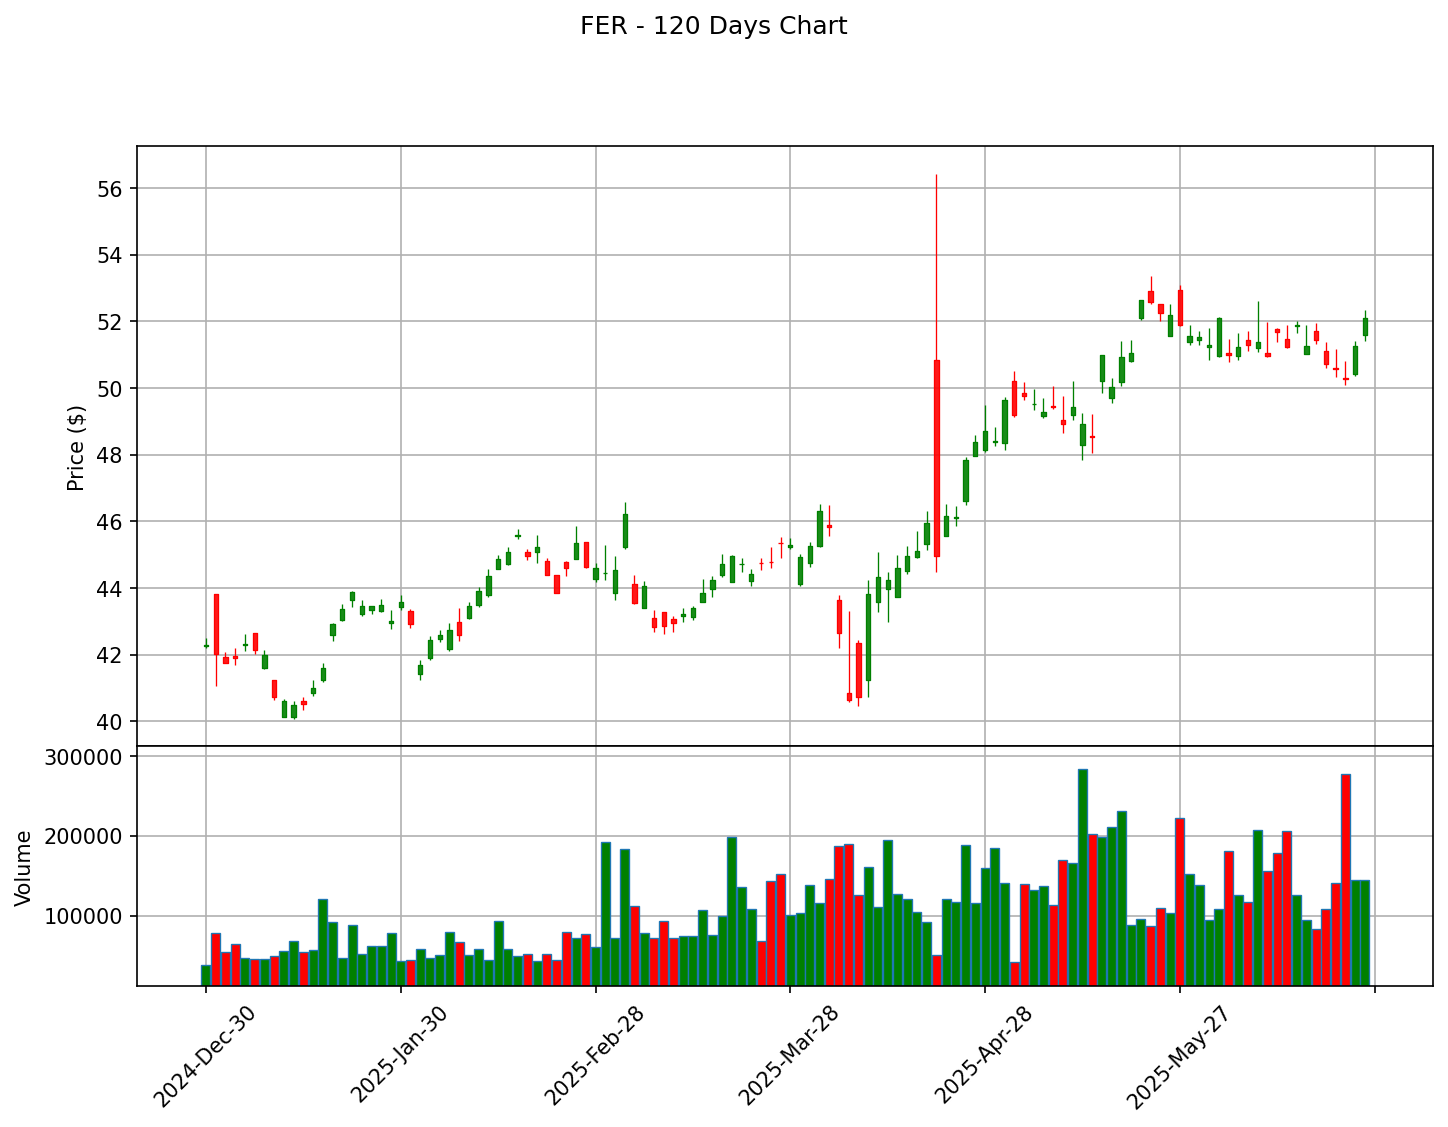 FER - 120 Days Chart
Price ($)
56
54
52
50
48
46
44
42
40
Volume
300000
200000
100000
2024-Dec-30
2025-Jan-30
2025-Feb-28
2025-Mar-28
2025-Apr-28
2025-May-27